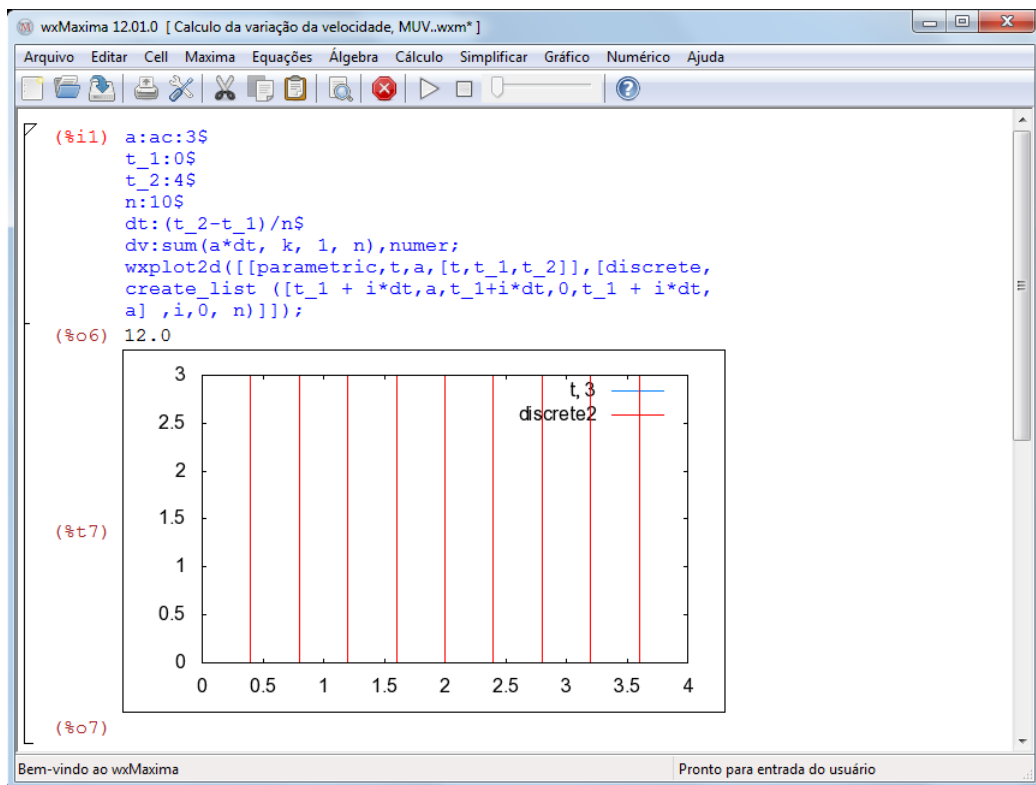 wxMaxima 12.01.0 [ Calculo da variação da velocidade, MUV..wxm* ]
Arquivo Editar Cell Maxima Equações Álgebra Cálculo Simplificar Gráfico Numérico Ajuda
(%i1) a:ac:3$
t_1:0$
t_2:4$
n:10$
dt:(t_2-t_1)/n$
dv:sum(a*dt, k, 1, n),numer;
wxplot2d([[parametric,t,a,[t,t_1,t_2]],[discrete,
create_list ([t_1 + i*dt,a,t_1+i*dt,0,t_1 + i*dt,
a] ,i,0, n)]]);
(%o6) 12.0
3
t, 3
discrete2
2.5
2
(%t7)
1.5
1
0.5
0
0 0.5 1 1.5 2 2.5 3 3.5 4
(%o7)
Bem-vindo ao wxMaxima
Pronto para entrada do usuário